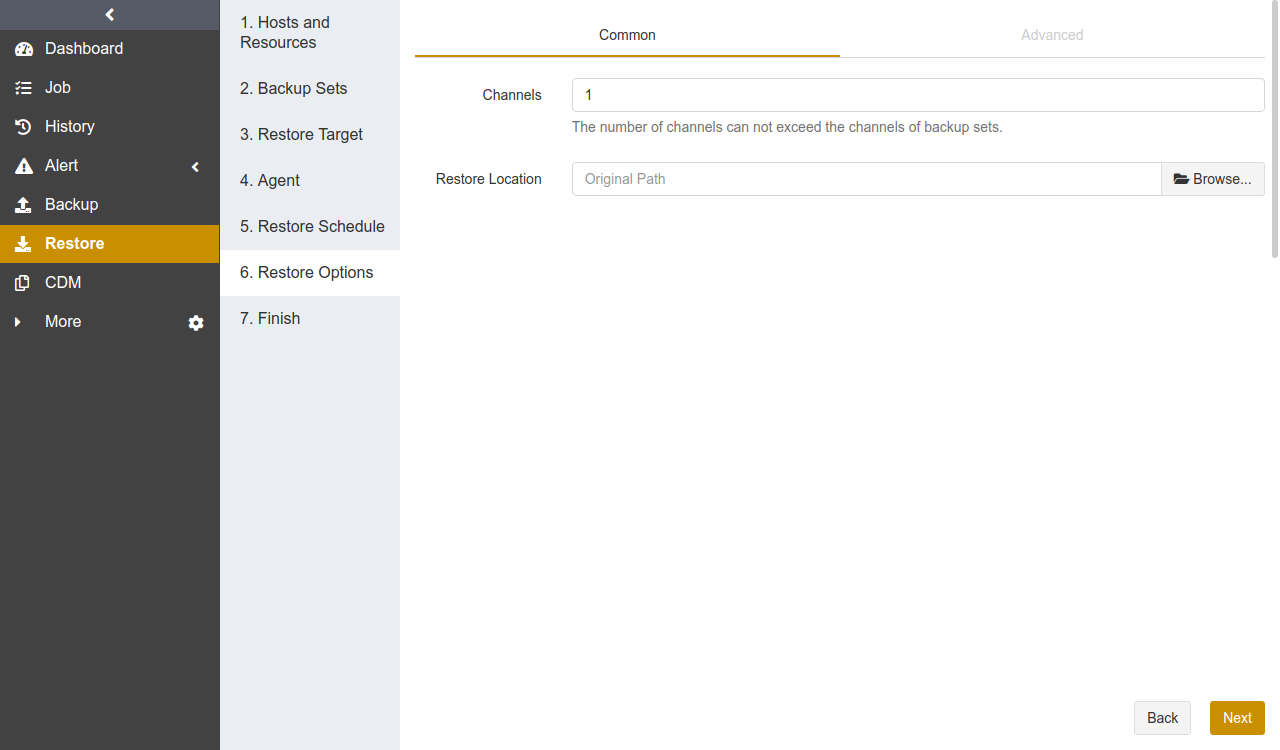 Dashboard
Job
History
Alert
Backup
Restore
CDM
More
1. Hosts and
Resources
2. Backup Sets
3. Restore Target
4. Agent
5. Restore Schedule
6. Restore Options
7. Finish
Common
Advanced
Channels
1
The number of channels can not exceed the channels of backup sets.
Restore Location
Original Path
Browse...
Back
Next